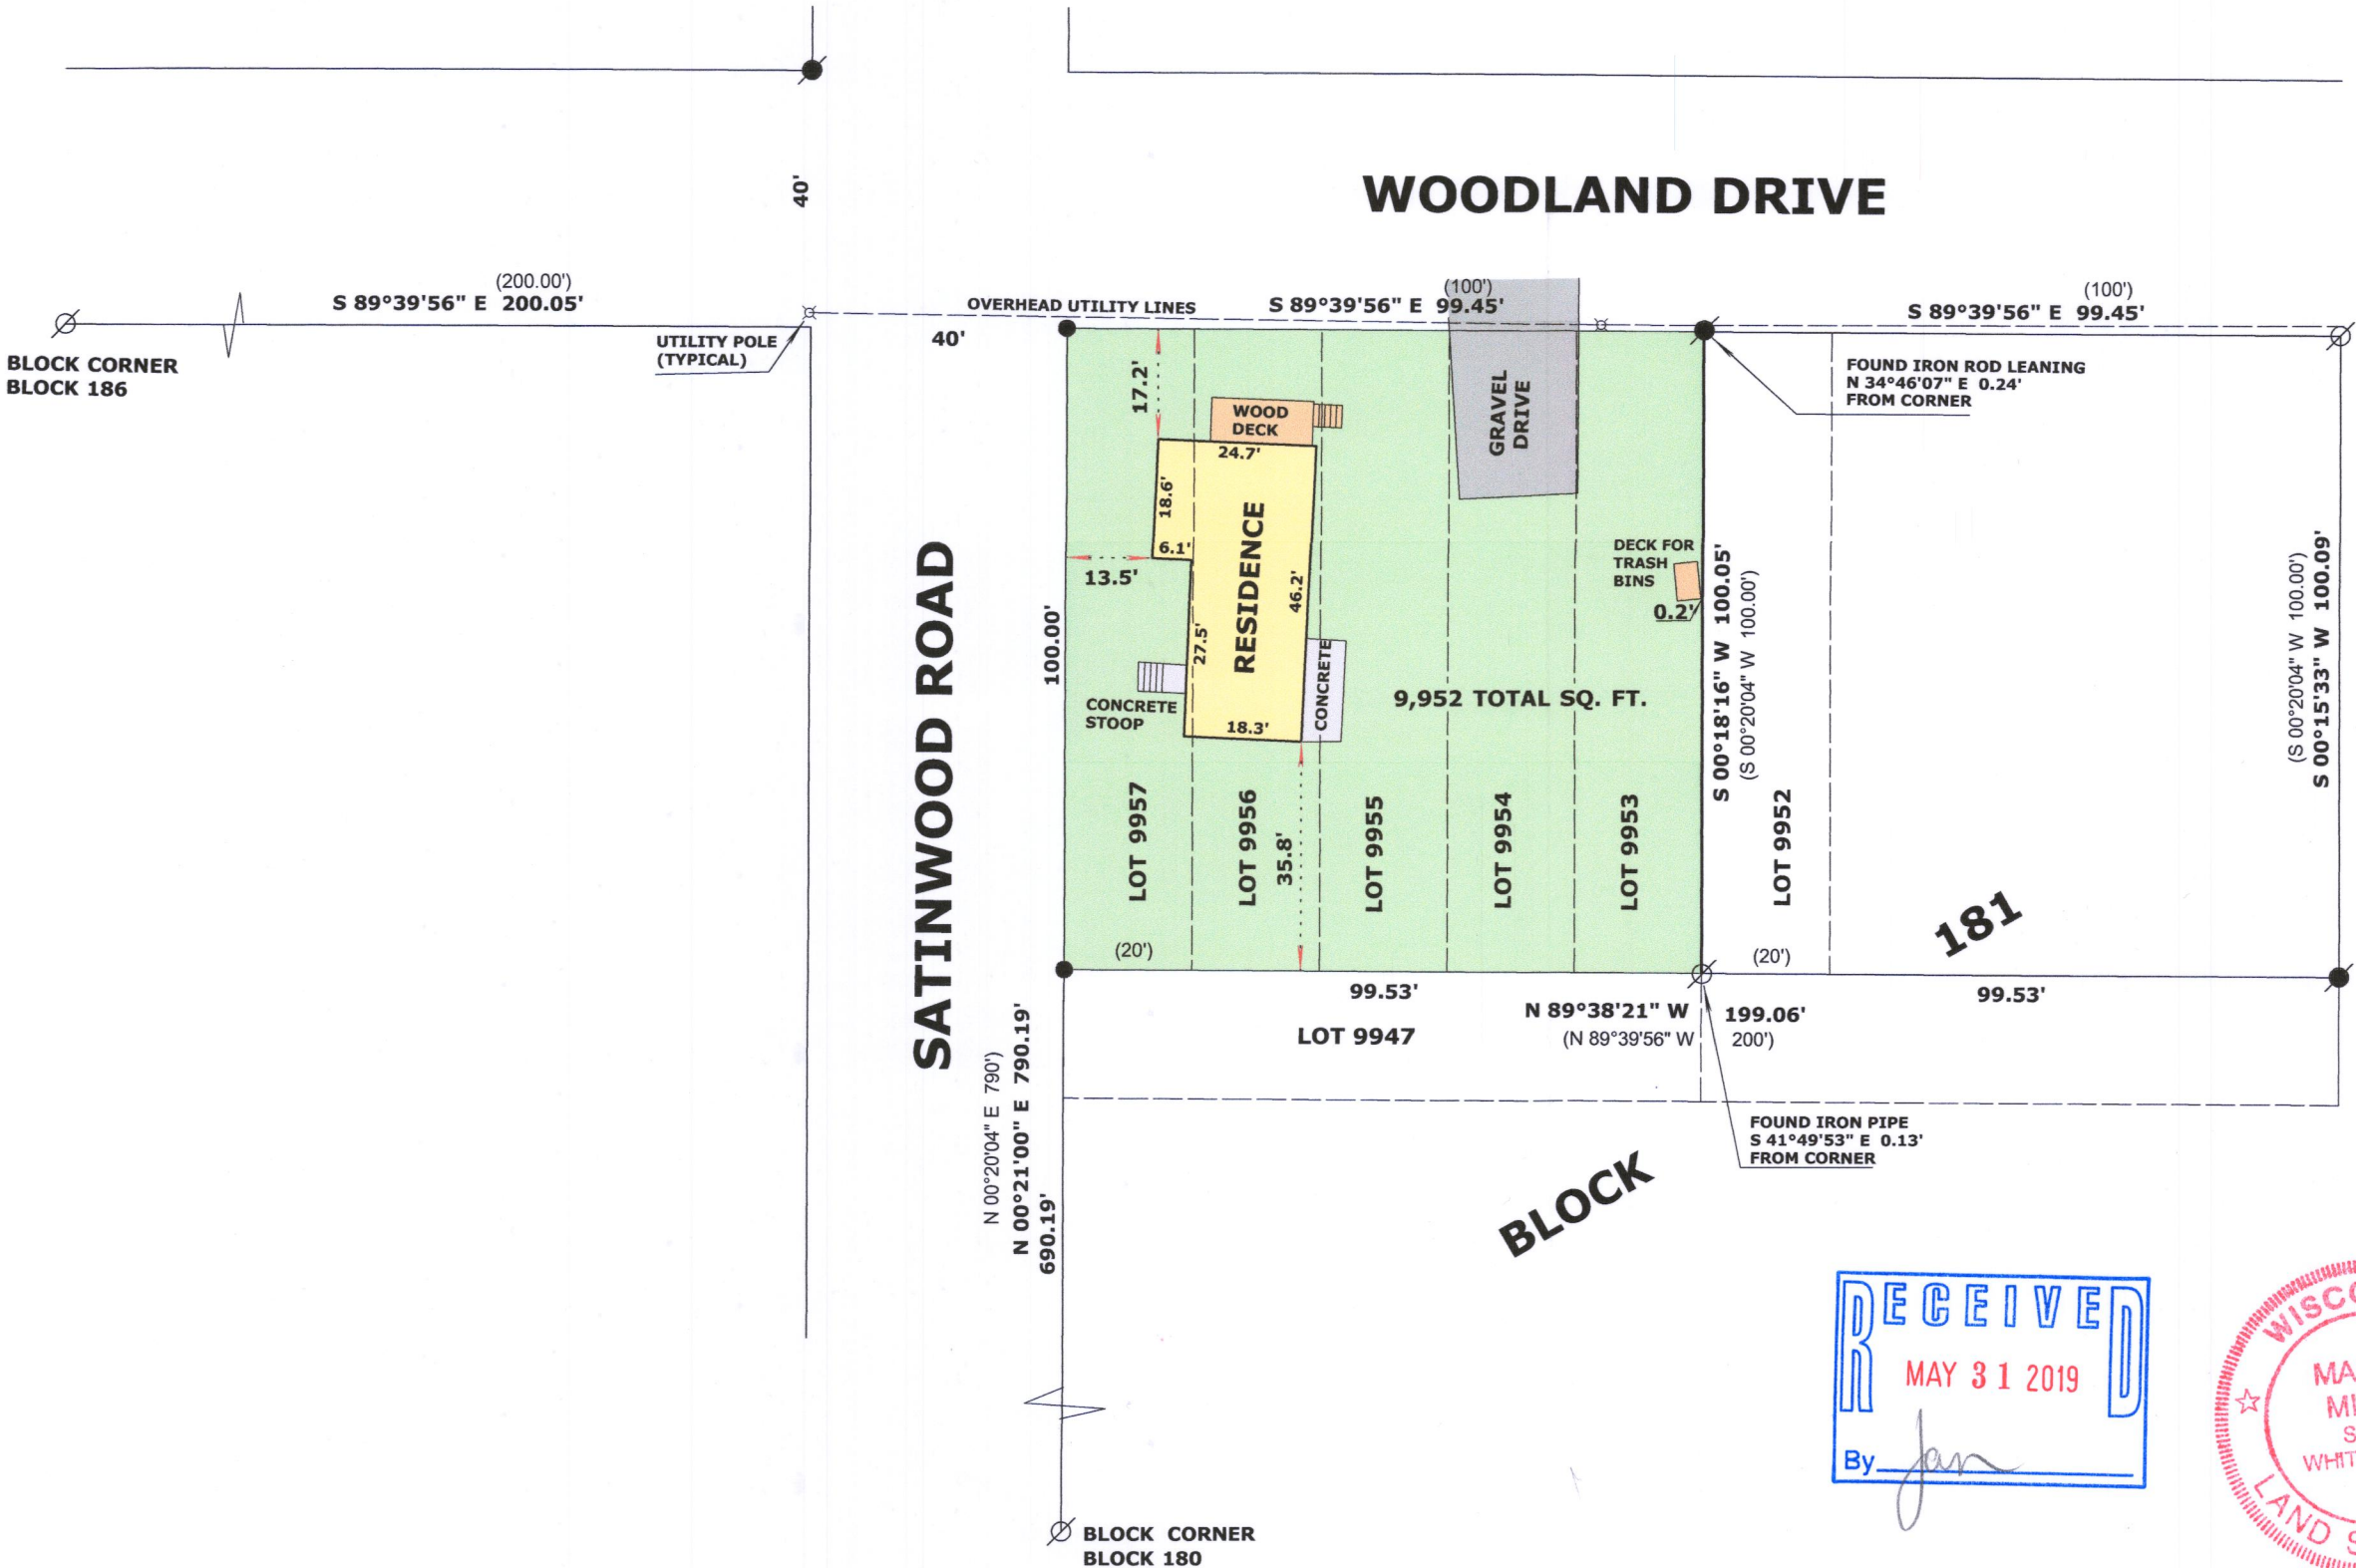 WOODLAND DRIVE
40'
(200.00')
S 89°39'56" E 200.05'
BLOCK CORNER
BLOCK 186
UTILITY POLE
(TYPICAL)
OVERHEAD UTILITY LINES
40'
(100')
S 89°39'56" E 99.45'
(100')
S 89°39'56" E 99.45'
FOUND IRON ROD LEANING
N 34°46'07" E 0.24'
FROM CORNER
17.2'
WOOD
DECK
24.7'
GRAVEL
DRIVE
18.6'
6.1'
13.5'
RESIDENCE
46.2'
27.5'
DECK FOR
TRASH
BINS
0.2'
SATINWOOD ROAD
100.00'
CONCRETE
STOOP
18.3'
CONCRETE
9,952 TOTAL SQ. FT.
S 00°18'16" W 100.05'
(S 00°20'04" W 100.00')
(S 00°20'04" W 100.00')
S 00°15'33" W 100.09'
LOT 9957
LOT 9956
35.8'
LOT 9955
LOT 9954
LOT 9953
LOT 9952
(20')
(20')
181
99.53'
99.53'
N 89°38'21" W 199.06'
(N 89°39'56" W 200')
LOT 9947
N 00°20'04" E 790')
N 00°21'00" E 790.19'
690.19'
FOUND IRON PIPE
S 41°49'53" E 0.13'
FROM CORNER
BLOCK
RECEIVED
MAY 31 2019
By Jan
BLOCK CORNER
BLOCK 180
LAND